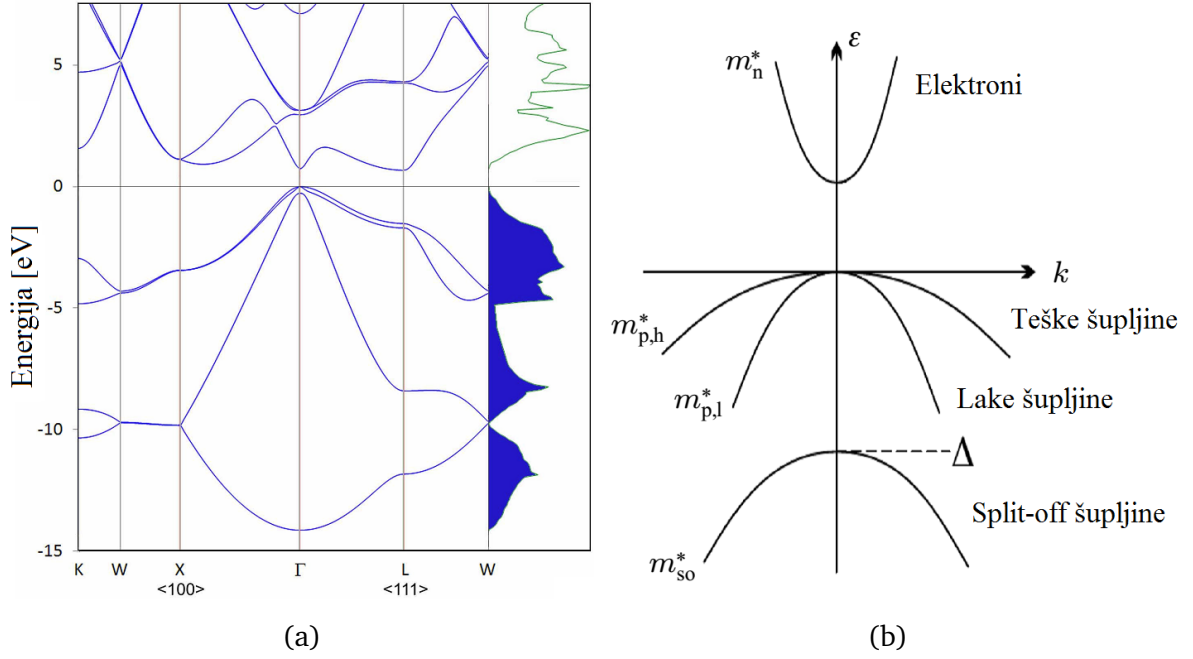 5
0
-5
-10
-15
Energija [eV]
K W X Γ L W
<100> <111>
(a)
ε
m*n
Elektroni
k
m*p,h
Teške šupljine
m*p,l
Lake šupljine
Δ
Split-off šupljine
m*so
(b)